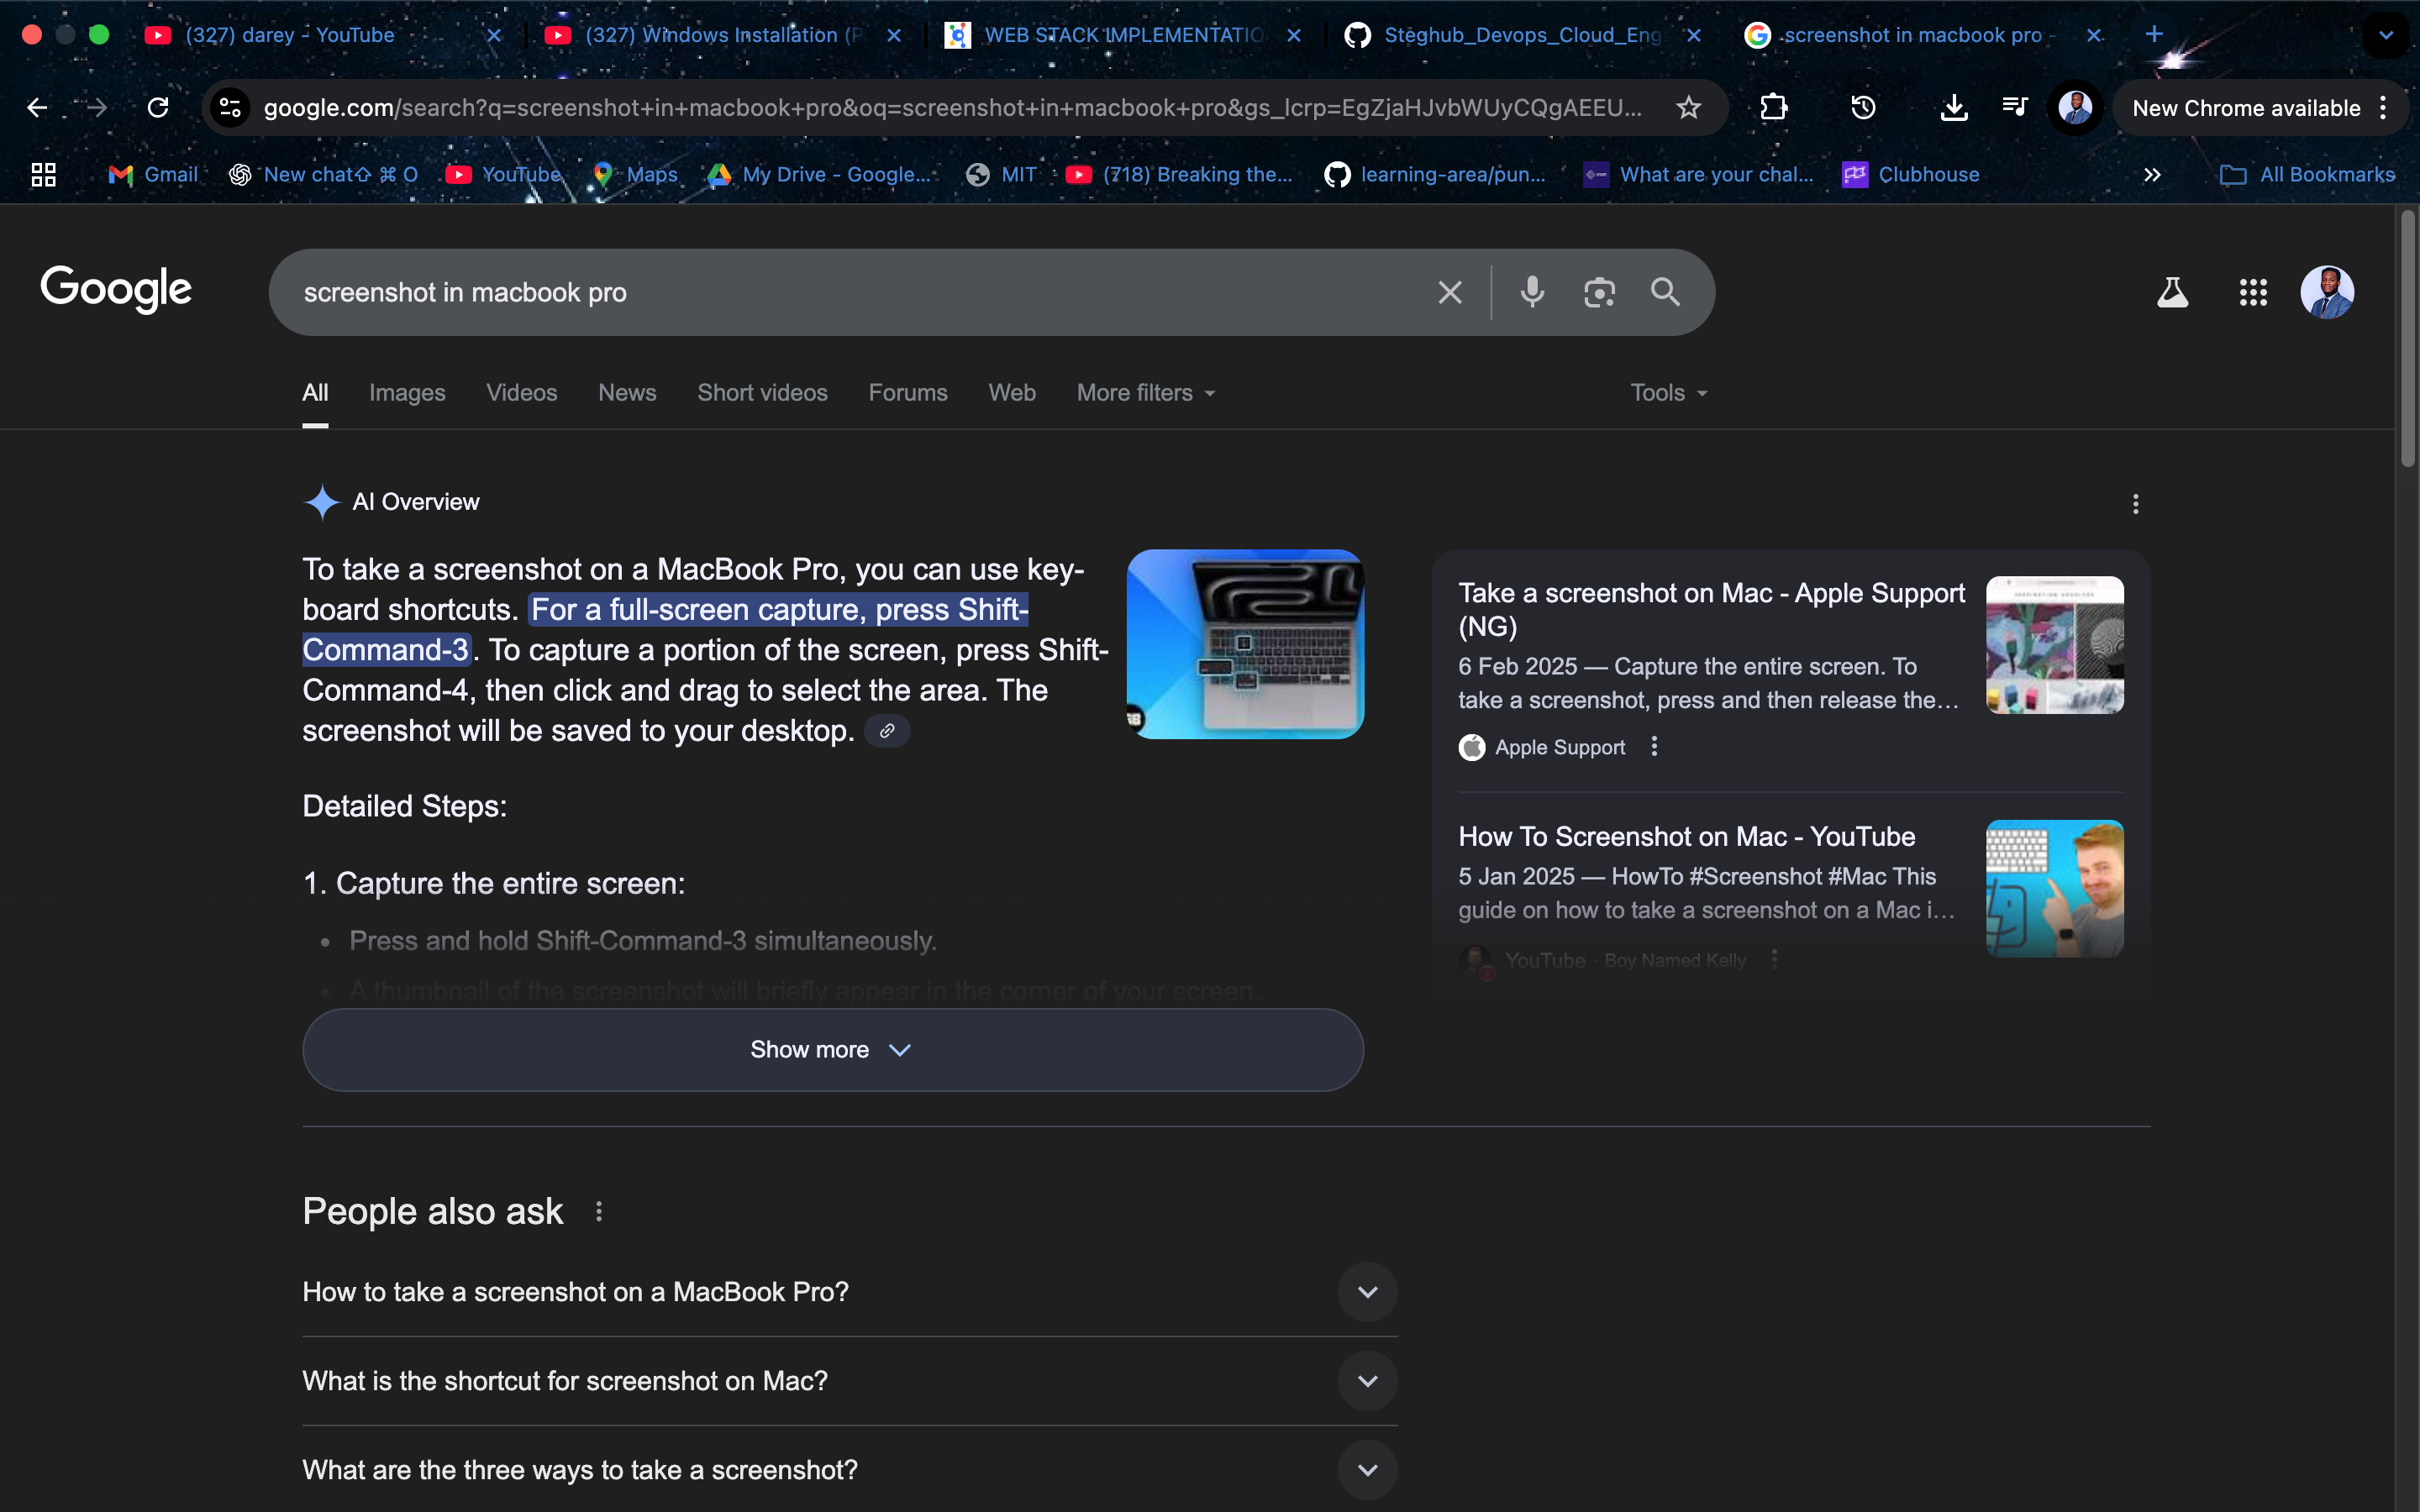 (327) darey - YouTube
(327) Windows Installation (P
WEB STACK IMPLEMENTATIO
Steghub_Devops_Cloud_Eng
screenshot in macbook pro -
google.com/search?q=screenshot+in+macbook+pro&oq=screenshot+in+macbook+pro&gs_lcrp=EgZjaHJvbWUyCQgAEEU...
New Chrome available
Gmail
New chat⇧ ⌘ O
YouTube
Maps
My Drive - Google...
MIT
(718) Breaking the...
learning-area/pun...
What are your chal...
Clubhouse
All Bookmarks
Google
screenshot in macbook pro
All
Images
Videos
News
Short videos
Forums
Web
More filters
Tools
AI Overview
To take a screenshot on a MacBook Pro, you can use key-
board shortcuts. For a full-screen capture, press Shift-
Command-3. To capture a portion of the screen, press Shift-
Command-4, then click and drag to select the area. The
screenshot will be saved to your desktop.
Detailed Steps:
1. Capture the entire screen:
• Press and hold Shift-Command-3 simultaneously.
• A thumbnail of the screenshot will briefly appear in the corner of your screen.
Show more
Take a screenshot on Mac - Apple Support
(NG)
6 Feb 2025 — Capture the entire screen. To
take a screenshot, press and then release the...
Apple Support
How To Screenshot on Mac - YouTube
5 Jan 2025 — HowTo #Screenshot #Mac This
guide on how to take a screenshot on a Mac i...
YouTube · Boy Named Kelly
People also ask
How to take a screenshot on a MacBook Pro?
What is the shortcut for screenshot on Mac?
What are the three ways to take a screenshot?